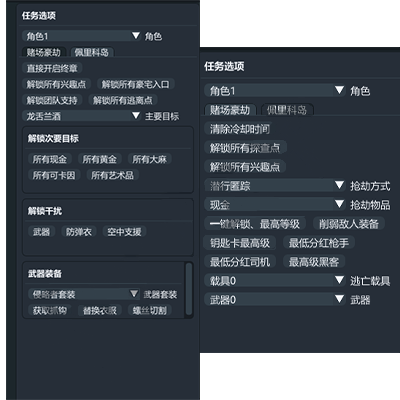 任务选项
角色1 角色
赌场豪劫 佩里科岛
直接开启终章
解锁所有兴趣点 解锁所有豪宅入口
解锁团队支持 解锁所有逃离点
龙舌兰酒 主要目标
解锁次要目标
所有现金 所有黄金 所有大麻
所有可卡因 所有艺术品
解锁干扰
武器 防弹衣 空中支援
武器装备
侵略者套装 武器套装
获取抓钩 替换衣服 螺丝切割
任务选项
角色1 角色
赌场豪劫 佩里科岛
清除冷却时间
解锁所有探查点
解锁所有兴趣点
潜行匿踪 抢劫方式
现金 抢劫物品
一键解锁、最高等级 削弱敌人装备
钥匙卡最高级 最低分红枪手
最低分红司机 最高级黑客
载具0 逃亡载具
武器0 武器